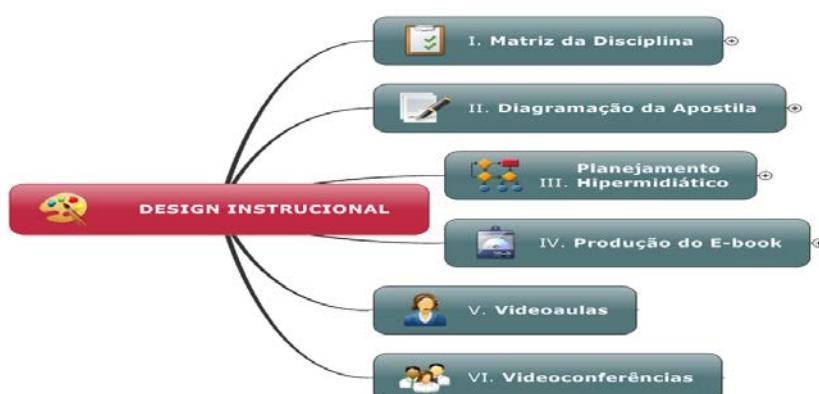 I. Matriz da Disciplina
II. Diagramação da Apostila
Planejamento
III. Hipermidiático
DESIGN INSTRUCIONAL
IV. Produção do E-book
V. Videoaulas
VI. Videoconferências